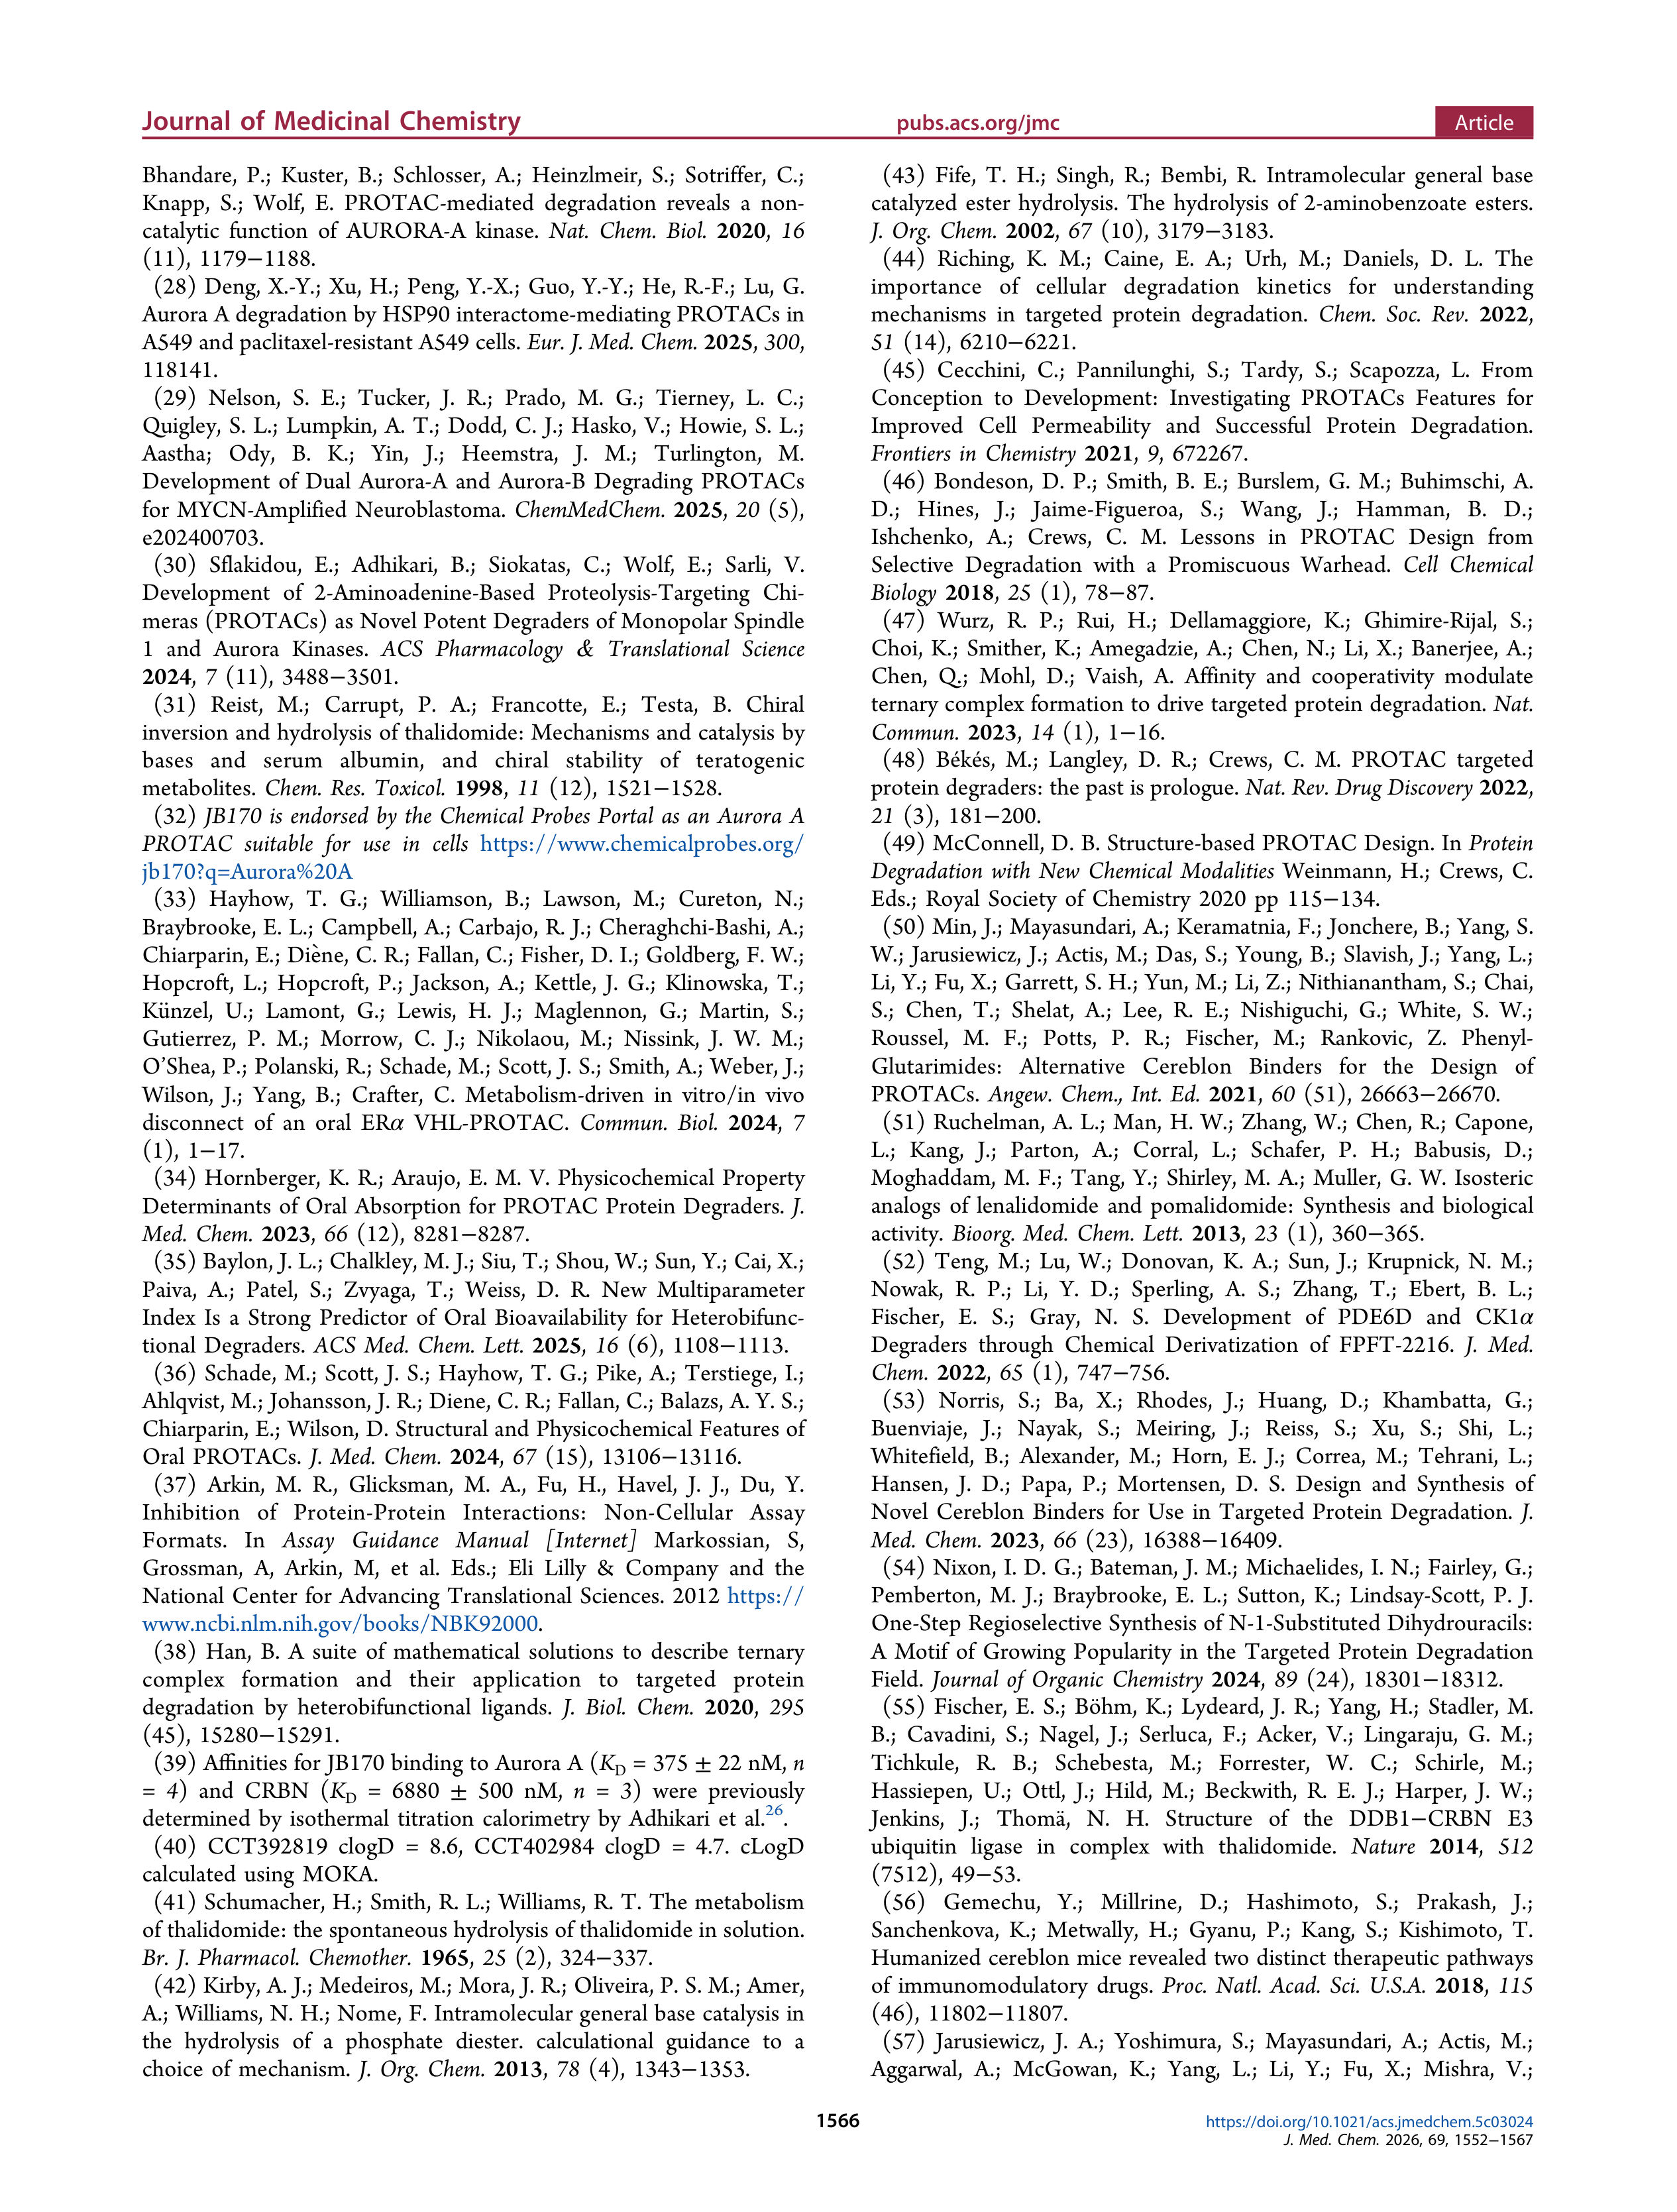 Journal of Medicinal Chemistry
pubs.acs.org/jmc
Article
Bhandare, P.; Kuster, B.; Schlosser, A.; Heinzlmeir, S.; Sotriffer, C.;
Knapp, S.; Wolf, E. PROTAC-mediated degradation reveals a non-
catalytic function of AURORA-A kinase. Nat. Chem. Biol. 2020, 16
(11), 1179−1188.
(28) Deng, X.-Y.; Xu, H.; Peng, Y.-X.; Guo, Y.-Y.; He, R.-F.; Lu, G.
Aurora A degradation by HSP90 interactome-mediating PROTACs in
A549 and paclitaxel-resistant A549 cells. Eur. J. Med. Chem. 2025, 300,
118141.
(29) Nelson, S. E.; Tucker, J. R.; Prado, M. G.; Tierney, L. C.;
Quigley, S. L.; Lumpkin, A. T.; Dodd, C. J.; Hasko, V.; Howie, S. L.;
Aastha; Ody, B. K.; Yin, J.; Heemstra, J. M.; Turlington, M.
Development of Dual Aurora-A and Aurora-B Degrading PROTACs
for MYCN-Amplified Neuroblastoma. ChemMedChem. 2025, 20 (5),
e202400703.
(30) Sflakidou, E.; Adhikari, B.; Siokatas, C.; Wolf, E.; Sarli, V.
Development of 2-Aminoadenine-Based Proteolysis-Targeting Chi-
meras (PROTACs) as Novel Potent Degraders of Monopolar Spindle
1 and Aurora Kinases. ACS Pharmacology & Translational Science
2024, 7 (11), 3488−3501.
(31) Reist, M.; Carrupt, P. A.; Francotte, E.; Testa, B. Chiral
inversion and hydrolysis of thalidomide: Mechanisms and catalysis by
bases and serum albumin, and chiral stability of teratogenic
metabolites. Chem. Res. Toxicol. 1998, 11 (12), 1521−1528.
(32) JB170 is endorsed by the Chemical Probes Portal as an Aurora A
PROTAC suitable for use in cells https://www.chemicalprobes.org/
jb170?q=Aurora%20A
(33) Hayhow, T. G.; Williamson, B.; Lawson, M.; Cureton, N.;
Braybrooke, E. L.; Campbell, A.; Carbajo, R. J.; Cheraghchi-Bashi, A.;
Chiarparin, E.; Diène, C. R.; Fallan, C.; Fisher, D. I.; Goldberg, F. W.;
Hopcroft, L.; Hopcroft, P.; Jackson, A.; Kettle, J. G.; Klinowska, T.;
Künzel, U.; Lamont, G.; Lewis, H. J.; Maglennon, G.; Martin, S.;
Gutierrez, P. M.; Morrow, C. J.; Nikolaou, M.; Nissink, J. W. M.;
O’Shea, P.; Polanski, R.; Schade, M.; Scott, J. S.; Smith, A.; Weber, J.;
Wilson, J.; Yang, B.; Crafter, C. Metabolism-driven in vitro/in vivo
disconnect of an oral ERα VHL-PROTAC. Commun. Biol. 2024, 7
(1), 1−17.
(34) Hornberger, K. R.; Araujo, E. M. V. Physicochemical Property
Determinants of Oral Absorption for PROTAC Protein Degraders. J.
Med. Chem. 2023, 66 (12), 8281−8287.
(35) Baylon, J. L.; Chalkley, M. J.; Siu, T.; Shou, W.; Sun, Y.; Cai, X.;
Paiva, A.; Patel, S.; Zvyaga, T.; Weiss, D. R. New Multiparameter
Index Is a Strong Predictor of Oral Bioavailability for Heterobifunc-
tional Degraders. ACS Med. Chem. Lett. 2025, 16 (6), 1108−1113.
(36) Schade, M.; Scott, J. S.; Hayhow, T. G.; Pike, A.; Terstiege, I.;
Ahlqvist, M.; Johansson, J. R.; Diene, C. R.; Fallan, C.; Balazs, A. Y. S.;
Chiarparin, E.; Wilson, D. Structural and Physicochemical Features of
Oral PROTACs. J. Med. Chem. 2024, 67 (15), 13106−13116.
(37) Arkin, M. R., Glicksman, M. A., Fu, H., Havel, J. J., Du, Y.
Inhibition of Protein-Protein Interactions: Non-Cellular Assay
Formats. In Assay Guidance Manual [Internet] Markossian, S,
Grossman, A, Arkin, M, et al. Eds.; Eli Lilly & Company and the
National Center for Advancing Translational Sciences. 2012 https://
www.ncbi.nlm.nih.gov/books/NBK92000.
(38) Han, B. A suite of mathematical solutions to describe ternary
complex formation and their application to targeted protein
degradation by heterobifunctional ligands. J. Biol. Chem. 2020, 295
(45), 15280−15291.
(39) Affinities for JB170 binding to Aurora A (KD = 375 ± 22 nM, n
= 4) and CRBN (KD = 6880 ± 500 nM, n = 3) were previously
determined by isothermal titration calorimetry by Adhikari et al.26.
(40) CCT392819 clogD = 8.6, CCT402984 clogD = 4.7. cLogD
calculated using MOKA.
(41) Schumacher, H.; Smith, R. L.; Williams, R. T. The metabolism
of thalidomide: the spontaneous hydrolysis of thalidomide in solution.
Br. J. Pharmacol. Chemother. 1965, 25 (2), 324−337.
(42) Kirby, A. J.; Medeiros, M.; Mora, J. R.; Oliveira, P. S. M.; Amer,
A.; Williams, N. H.; Nome, F. Intramolecular general base catalysis in
the hydrolysis of a phosphate diester. calculational guidance to a
choice of mechanism. J. Org. Chem. 2013, 78 (4), 1343−1353.
(43) Fife, T. H.; Singh, R.; Bembi, R. Intramolecular general base
catalyzed ester hydrolysis. The hydrolysis of 2-aminobenzoate esters.
J. Org. Chem. 2002, 67 (10), 3179−3183.
(44) Riching, K. M.; Caine, E. A.; Urh, M.; Daniels, D. L. The
importance of cellular degradation kinetics for understanding
mechanisms in targeted protein degradation. Chem. Soc. Rev. 2022,
51 (14), 6210−6221.
(45) Cecchini, C.; Pannilunghi, S.; Tardy, S.; Scapozza, L. From
Conception to Development: Investigating PROTACs Features for
Improved Cell Permeability and Successful Protein Degradation.
Frontiers in Chemistry 2021, 9, 672267.
(46) Bondeson, D. P.; Smith, B. E.; Burslem, G. M.; Buhimschi, A.
D.; Hines, J.; Jaime-Figueroa, S.; Wang, J.; Hamman, B. D.;
Ishchenko, A.; Crews, C. M. Lessons in PROTAC Design from
Selective Degradation with a Promiscuous Warhead. Cell Chemical
Biology 2018, 25 (1), 78−87.
(47) Wurz, R. P.; Rui, H.; Dellamaggiore, K.; Ghimire-Rijal, S.;
Choi, K.; Smither, K.; Amegadzie, A.; Chen, N.; Li, X.; Banerjee, A.;
Chen, Q.; Mohl, D.; Vaish, A. Affinity and cooperativity modulate
ternary complex formation to drive targeted protein degradation. Nat.
Commun. 2023, 14 (1), 1−16.
(48) Békés, M.; Langley, D. R.; Crews, C. M. PROTAC targeted
protein degraders: the past is prologue. Nat. Rev. Drug Discovery 2022,
21 (3), 181−200.
(49) McConnell, D. B. Structure-based PROTAC Design. In Protein
Degradation with New Chemical Modalities Weinmann, H.; Crews, C.
Eds.; Royal Society of Chemistry 2020 pp 115−134.
(50) Min, J.; Mayasundari, A.; Keramatnia, F.; Jonchere, B.; Yang, S.
W.; Jarusiewicz, J.; Actis, M.; Das, S.; Young, B.; Slavish, J.; Yang, L.;
Li, Y.; Fu, X.; Garrett, S. H.; Yun, M.; Li, Z.; Nithianantham, S.; Chai,
S.; Chen, T.; Shelat, A.; Lee, R. E.; Nishiguchi, G.; White, S. W.;
Roussel, M. F.; Potts, P. R.; Fischer, M.; Rankovic, Z. Phenyl-
Glutarimides: Alternative Cereblon Binders for the Design of
PROTACs. Angew. Chem., Int. Ed. 2021, 60 (51), 26663−26670.
(51) Ruchelman, A. L.; Man, H. W.; Zhang, W.; Chen, R.; Capone,
L.; Kang, J.; Parton, A.; Corral, L.; Schafer, P. H.; Babusis, D.;
Moghaddam, M. F.; Tang, Y.; Shirley, M. A.; Muller, G. W. Isosteric
analogs of lenalidomide and pomalidomide: Synthesis and biological
activity. Bioorg. Med. Chem. Lett. 2013, 23 (1), 360−365.
(52) Teng, M.; Lu, W.; Donovan, K. A.; Sun, J.; Krupnick, N. M.;
Nowak, R. P.; Li, Y. D.; Sperling, A. S.; Zhang, T.; Ebert, B. L.;
Fischer, E. S.; Gray, N. S. Development of PDE6D and CK1α
Degraders through Chemical Derivatization of FPFT-2216. J. Med.
Chem. 2022, 65 (1), 747−756.
(53) Norris, S.; Ba, X.; Rhodes, J.; Huang, D.; Khambatta, G.;
Buenviaje, J.; Nayak, S.; Meiring, J.; Reiss, S.; Xu, S.; Shi, L.;
Whitefield, B.; Alexander, M.; Horn, E. J.; Correa, M.; Tehrani, L.;
Hansen, J. D.; Papa, P.; Mortensen, D. S. Design and Synthesis of
Novel Cereblon Binders for Use in Targeted Protein Degradation. J.
Med. Chem. 2023, 66 (23), 16388−16409.
(54) Nixon, I. D. G.; Bateman, J. M.; Michaelides, I. N.; Fairley, G.;
Pemberton, M. J.; Braybrooke, E. L.; Sutton, K.; Lindsay-Scott, P. J.
One-Step Regioselective Synthesis of N-1-Substituted Dihydrouracils:
A Motif of Growing Popularity in the Targeted Protein Degradation
Field. Journal of Organic Chemistry 2024, 89 (24), 18301−18312.
(55) Fischer, E. S.; Böhm, K.; Lydeard, J. R.; Yang, H.; Stadler, M.
B.; Cavadini, S.; Nagel, J.; Serluca, F.; Acker, V.; Lingaraju, G. M.;
Tichkule, R. B.; Schebesta, M.; Forrester, W. C.; Schirle, M.;
Hassiepen, U.; Ottl, J.; Hild, M.; Beckwith, R. E. J.; Harper, J. W.;
Jenkins, J.; Thomä, N. H. Structure of the DDB1−CRBN E3
ubiquitin ligase in complex with thalidomide. Nature 2014, 512
(7512), 49−53.
(56) Gemechu, Y.; Millrine, D.; Hashimoto, S.; Prakash, J.;
Sanchenkova, K.; Metwally, H.; Gyanu, P.; Kang, S.; Kishimoto, T.
Humanized cereblon mice revealed two distinct therapeutic pathways
of immunomodulatory drugs. Proc. Natl. Acad. Sci. U.S.A. 2018, 115
(46), 11802−11807.
(57) Jarusiewicz, J. A.; Yoshimura, S.; Mayasundari, A.; Actis, M.;
Aggarwal, A.; McGowan, K.; Yang, L.; Li, Y.; Fu, X.; Mishra, V.;
1566
https://doi.org/10.1021/acs.jmedchem.5c03024
J. Med. Chem. 2026, 69, 1552−1567